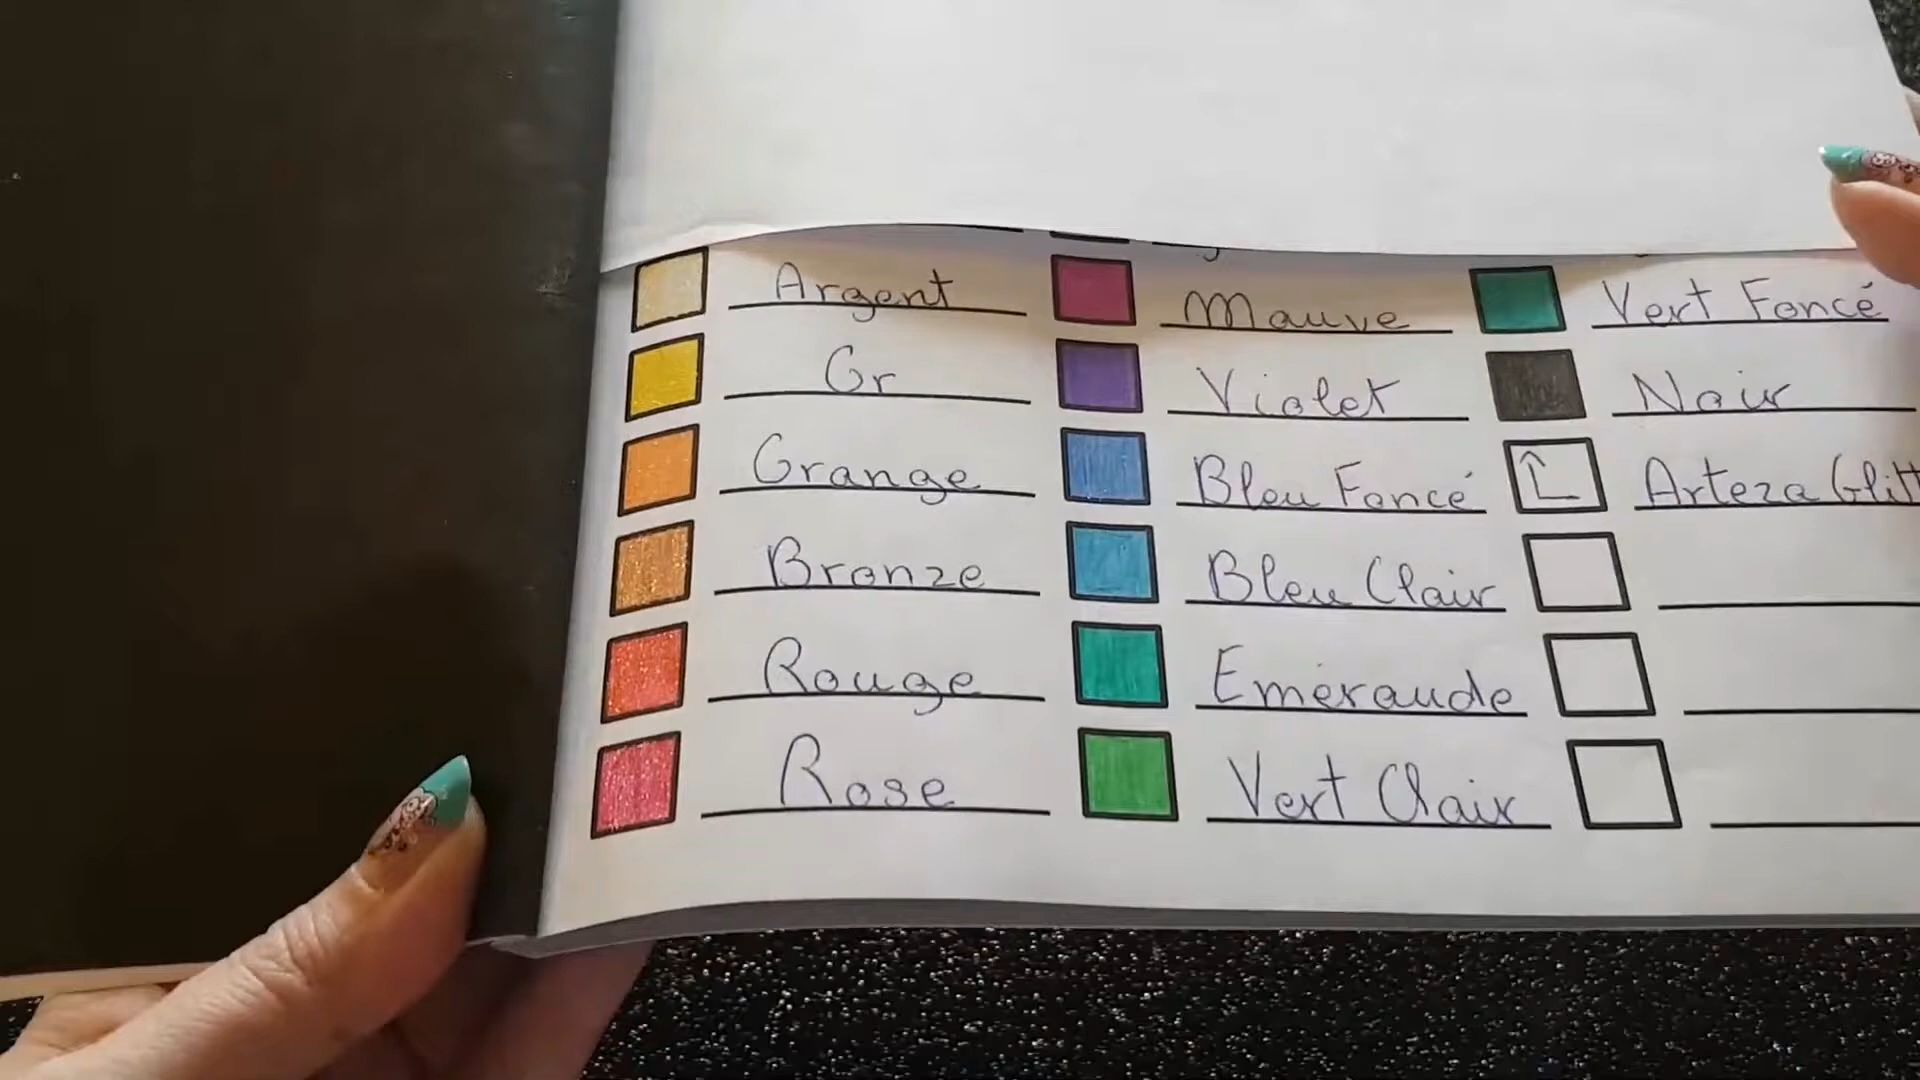 Argent
Or
Orange
Bronze
Rouge
Rose
Mauve
Violet
Bleu Foncé
Bleu Clair
Emeraude
Vert Clair
Vert Foncé
Noir
Arteza Glitt